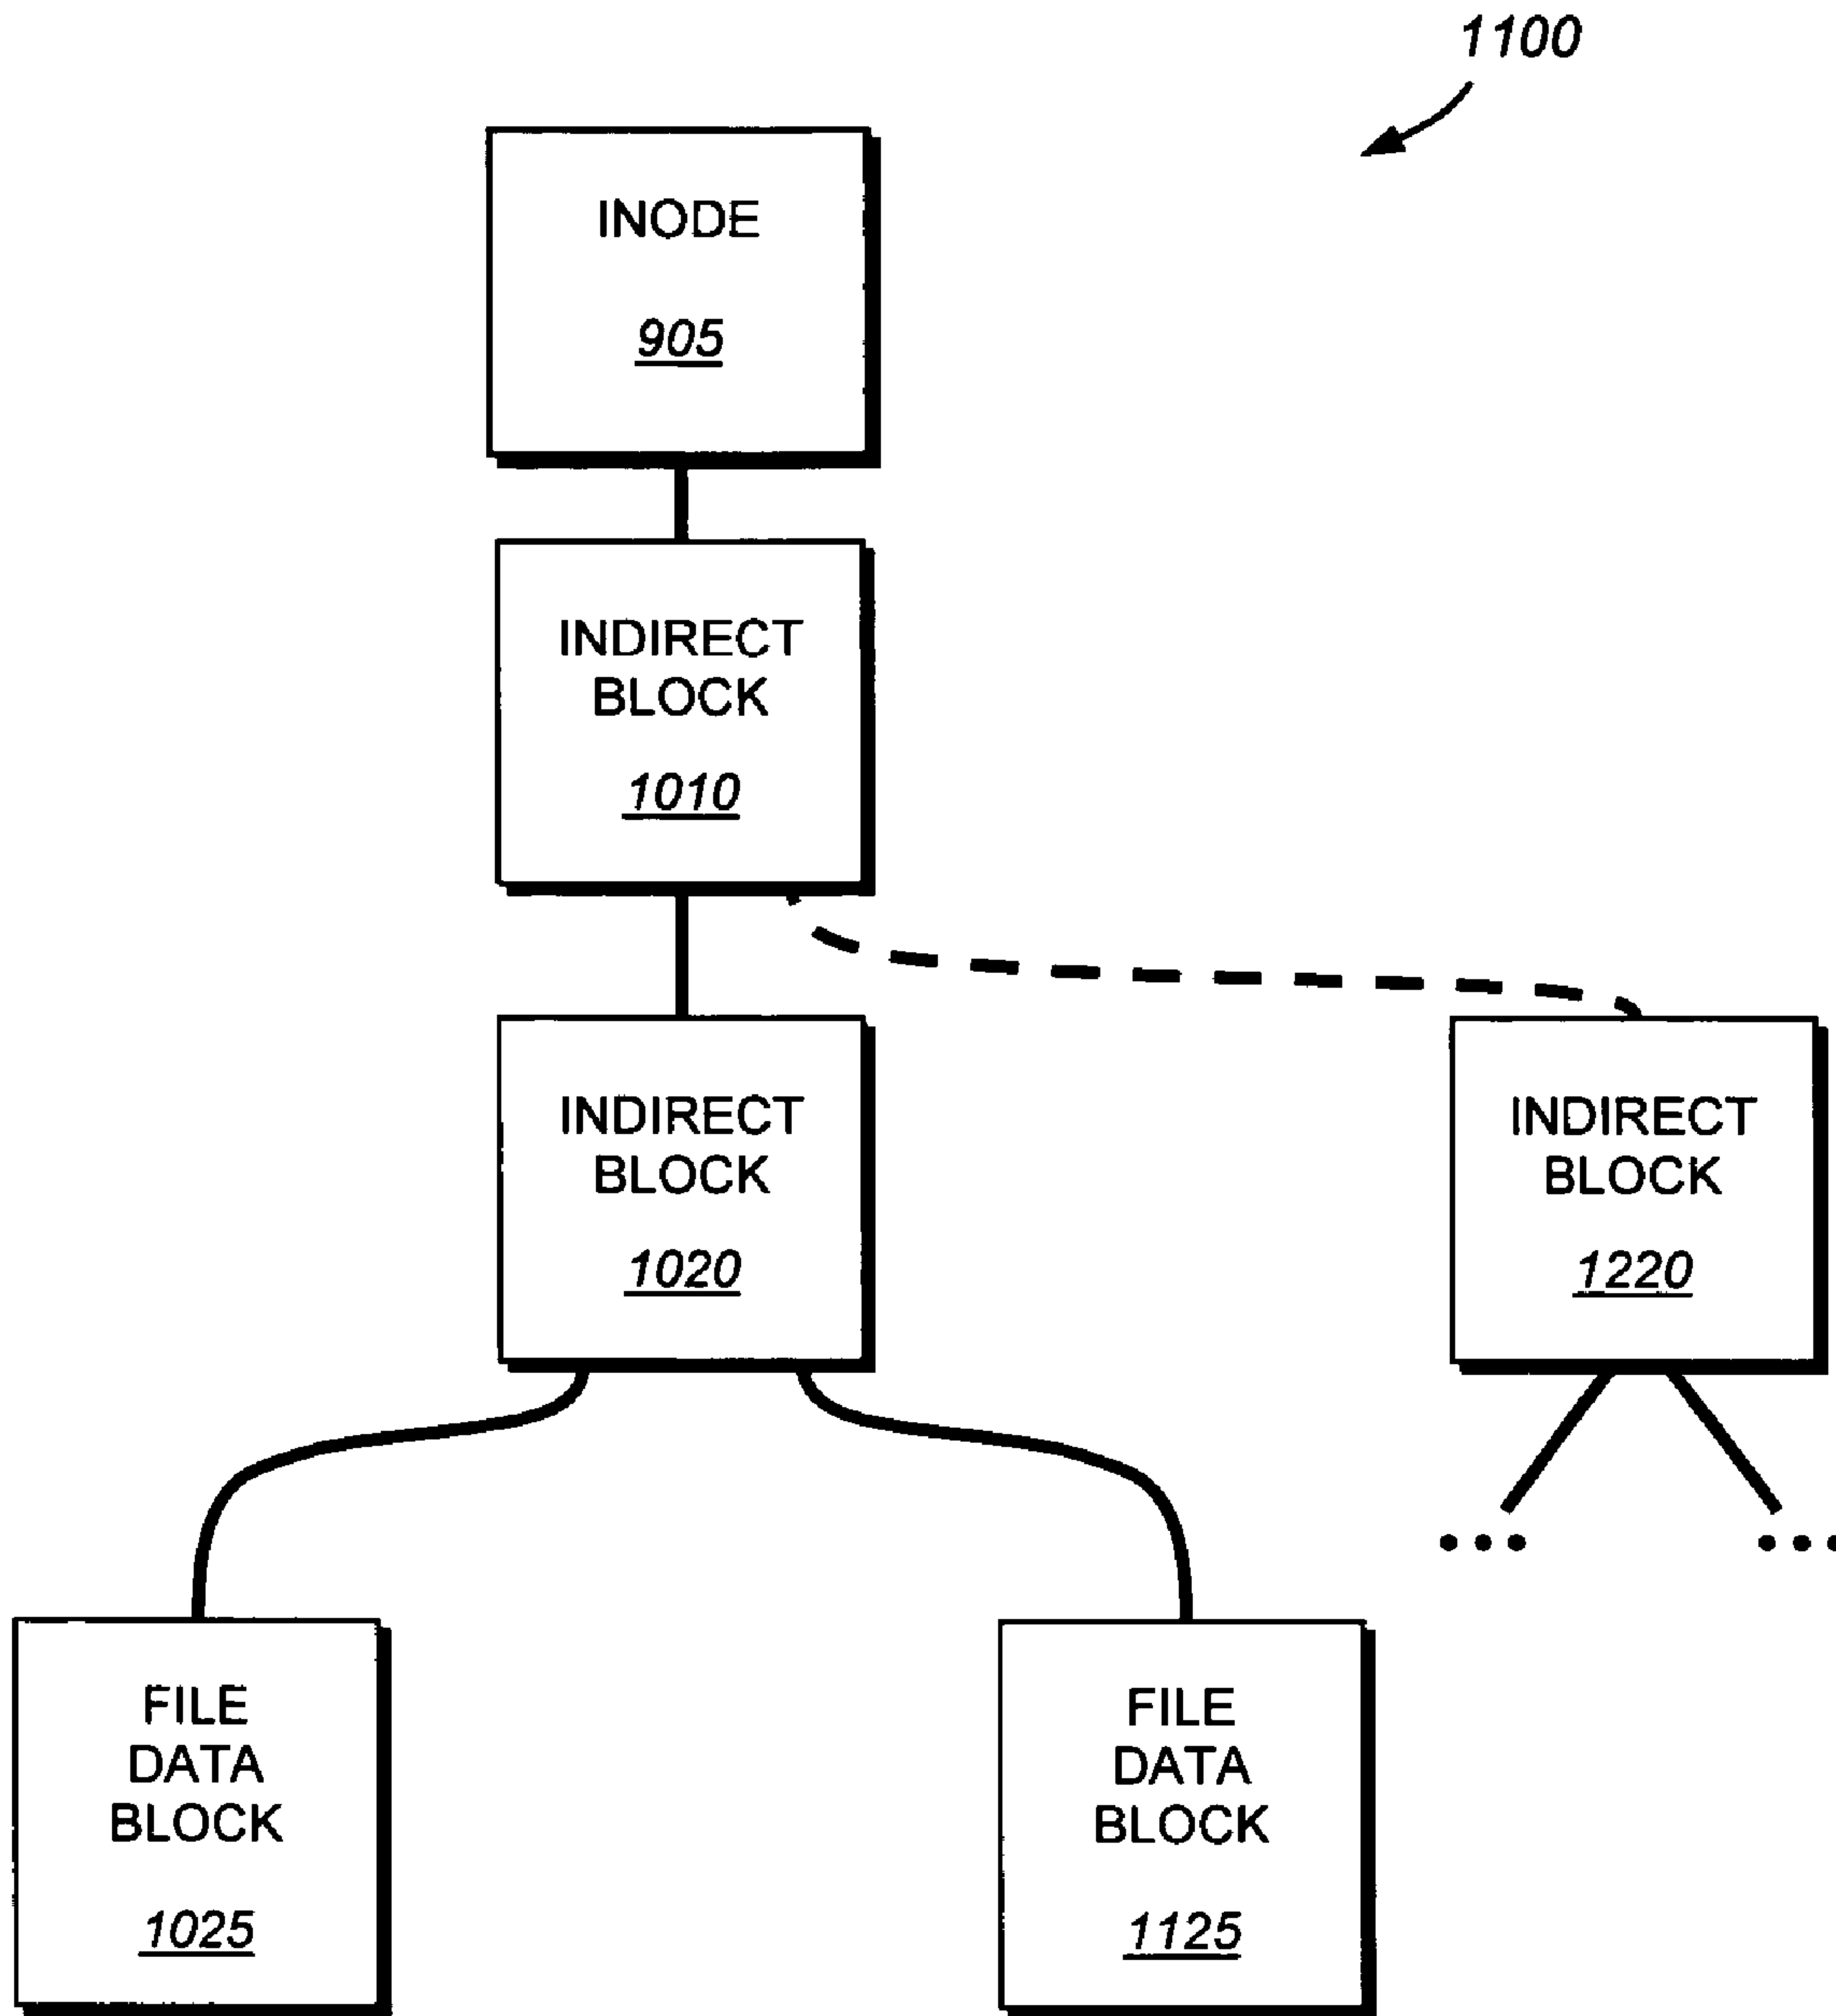 1100
INODE
905
INDIRECT
BLOCK
1010
INDIRECT
BLOCK
1020
INDIRECT
BLOCK
1220
FILE
DATA
BLOCK
1025
FILE
DATA
BLOCK
1125